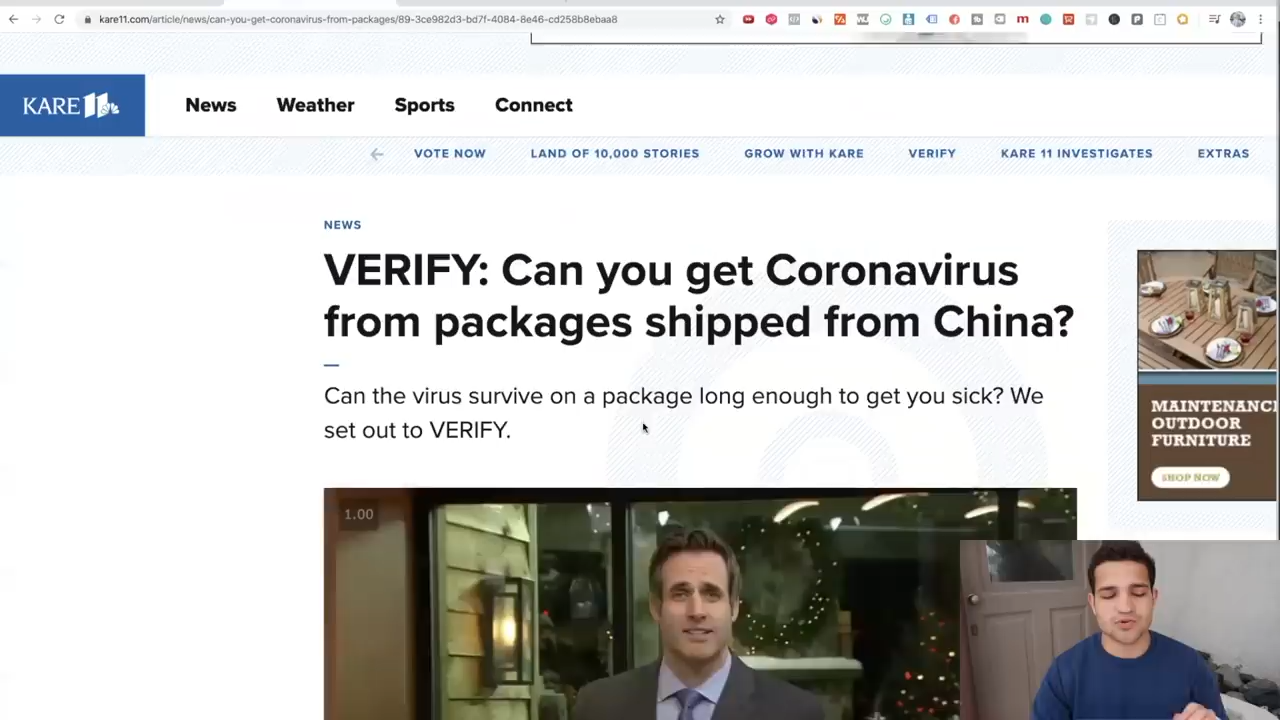 kare11.com/article/news/can-you-get-coronavirus-from-packages/89-3ce982d3-bd7f-4084-8e46-cd258b8ebaa8
KARE 11
News Weather Sports Connect
VOTE NOW LAND OF 10,000 STORIES GROW WITH KARE VERIFY KARE 11 INVESTIGATES EXTRAS
NEWS
VERIFY: Can you get Coronavirus
from packages shipped from China?
Can the virus survive on a package long enough to get you sick? We
set out to VERIFY.
1.00
MAINTENANC
OUTDOOR
FURNITURE
SHOP NOW